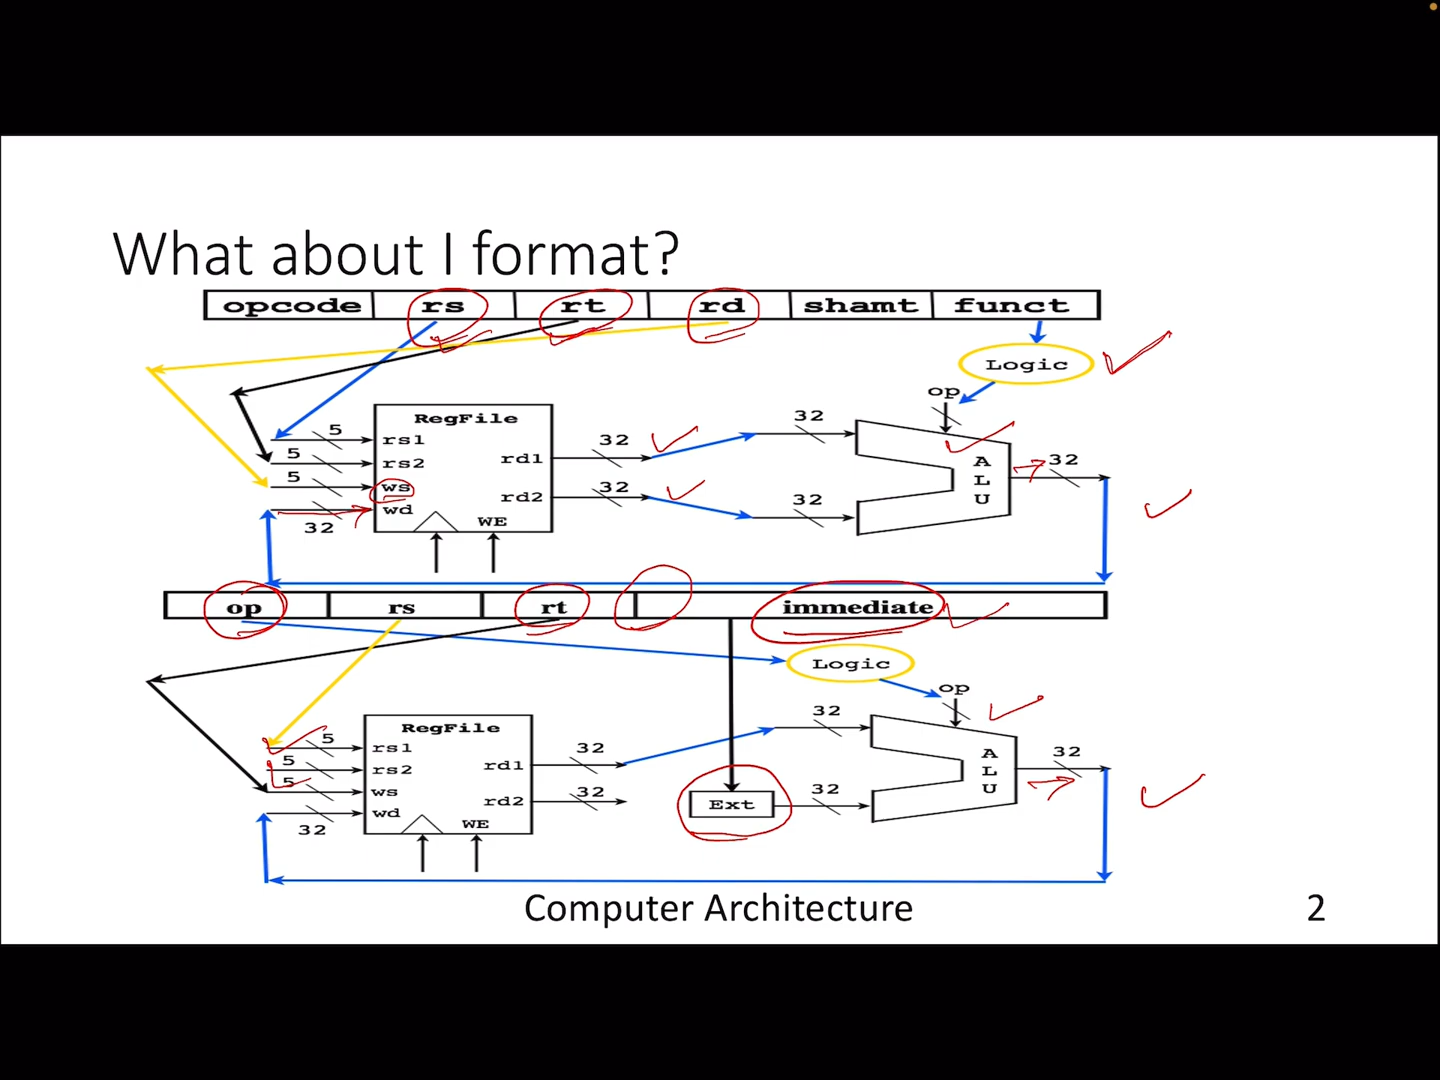 What about I format?
opcode rs rt rd shamt funct
Logic
op
RegFile
5 rs1
5 rs2
5 ws
32 wd
WE
rd1 32
rd2 32
32
32
ALU
32
op rs rt immediate
Logic
op
RegFile
5 rs1
5 rs2
5 ws
32 wd
WE
rd1 32
rd2 32
32
Ext 32
ALU
32
Computer Architecture
2